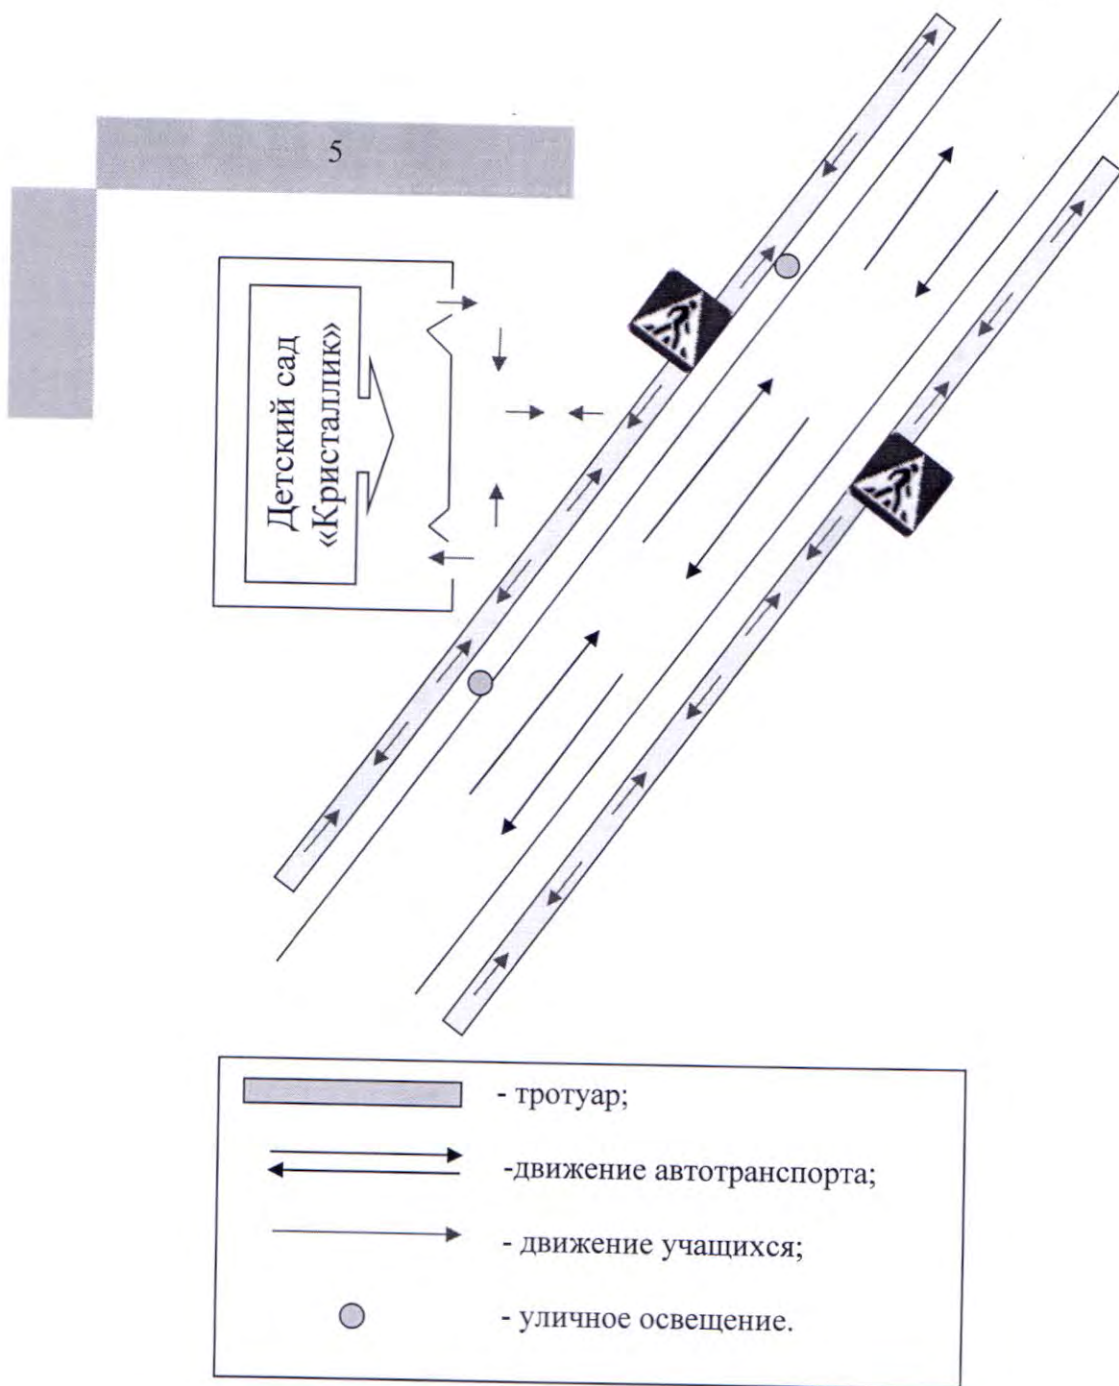 5
Детский сад
«Кристаллик»
- тротуар;
-движение автотранспорта;
- движение учащихся;
- уличное освещение.